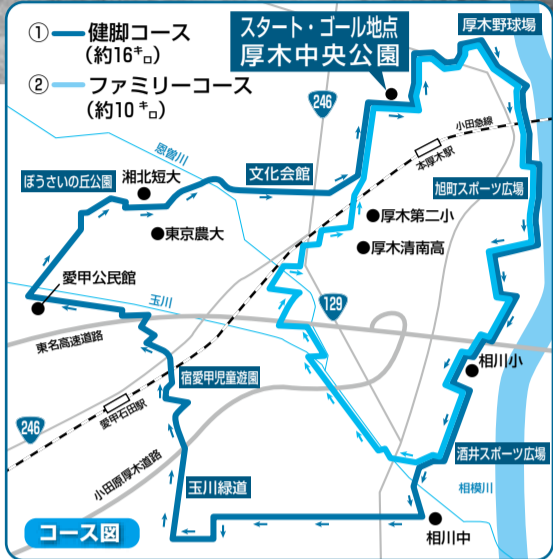 ① 健脚コース
(約16㌔)
② ファミリーコース
(約10㌔)
スタート・ゴール地点
厚木中央公園
厚木野球場
246
小田急線
本厚木駅
恩曽川
文化会館
湘北短大
ぼうさいの丘公園
東京農大
旭町スポーツ広場
厚木第二小
厚木清南高
愛甲公民館
玉川
129
東名高速道路
相川小
宿愛甲児童遊園
愛甲石田駅
246
小田原厚木道路
酒井スポーツ広場
玉川緑道
相模川
相川中
コース図